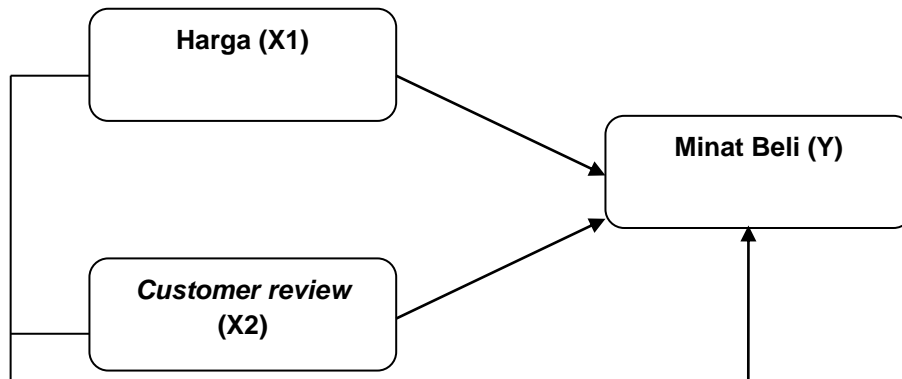 Harga (X1)
Minat Beli (Y)
Customer review
(X2)